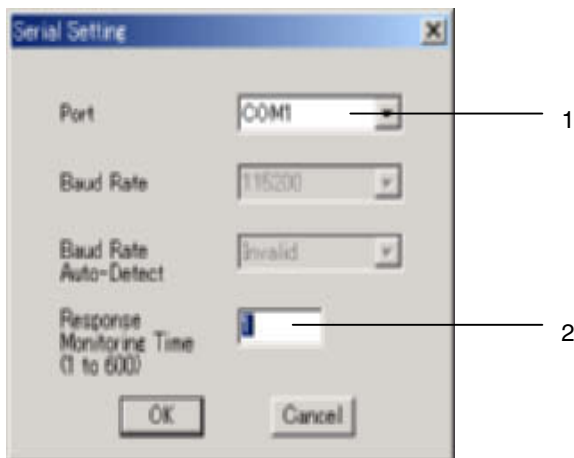 Serial Setting
Port
COM1
1
Baud Rate
115200
Baud Rate
Auto-Detect
Invalid
Response
Monitoring Time
(1 to 600)
2
OK
Cancel